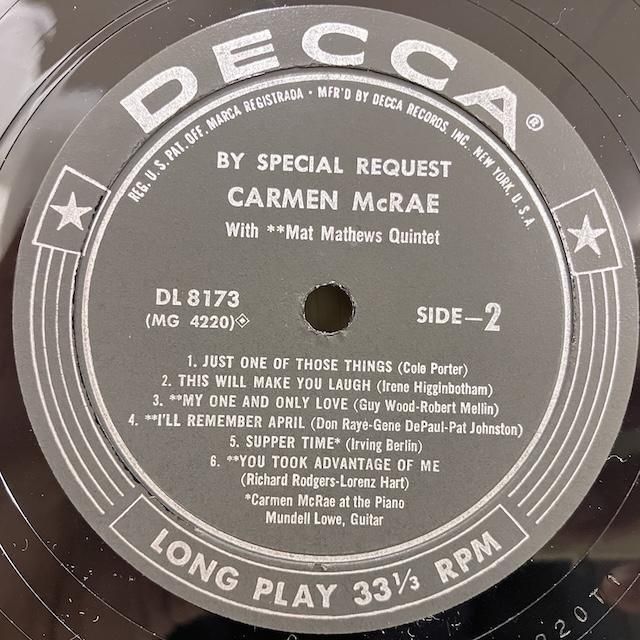 DECCA®
REG. U.S. PAT. OFF. MARCA REGISTRADA • MFR'D BY DECCA RECORDS, INC., NEW YORK, U.S.A.
BY SPECIAL REQUEST
CARMEN McRAE
With **Mat Mathews Quintet
DL 8173
(MG 4220)
SIDE—2
1. JUST ONE OF THOSE THINGS (Cole Porter)
2. THIS WILL MAKE YOU LAUGH (Irene Higginbotham)
3. **MY ONE AND ONLY LOVE (Guy Wood-Robert Mellin)
4. **I'LL REMEMBER APRIL (Don Raye-Gene DePaul-Pat Johnston)
5. SUPPER TIME* (Irving Berlin)
6. **YOU TOOK ADVANTAGE OF ME
(Richard Rodgers-Lorenz Hart)
*Carmen McRae at the Piano
Mundell Lowe, Guitar
LONG PLAY 33⅓ RPM